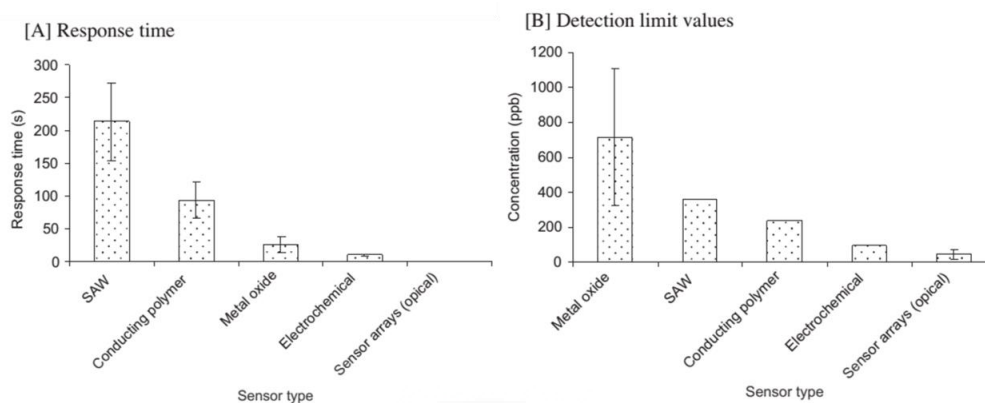 [A] Response time
300
250
200
150
100
50
0
Response time (s)
SAW
Conducting polymer
Metal oxide
Electrochemical
Sensor arrays (opical)
Sensor type
[B] Detection limit values
1200
1000
800
600
400
200
0
Concentration (ppb)
Metal oxide
SAW
Conducting polymer
Electrochemical
Sensor arrays (opical)
Sensor type